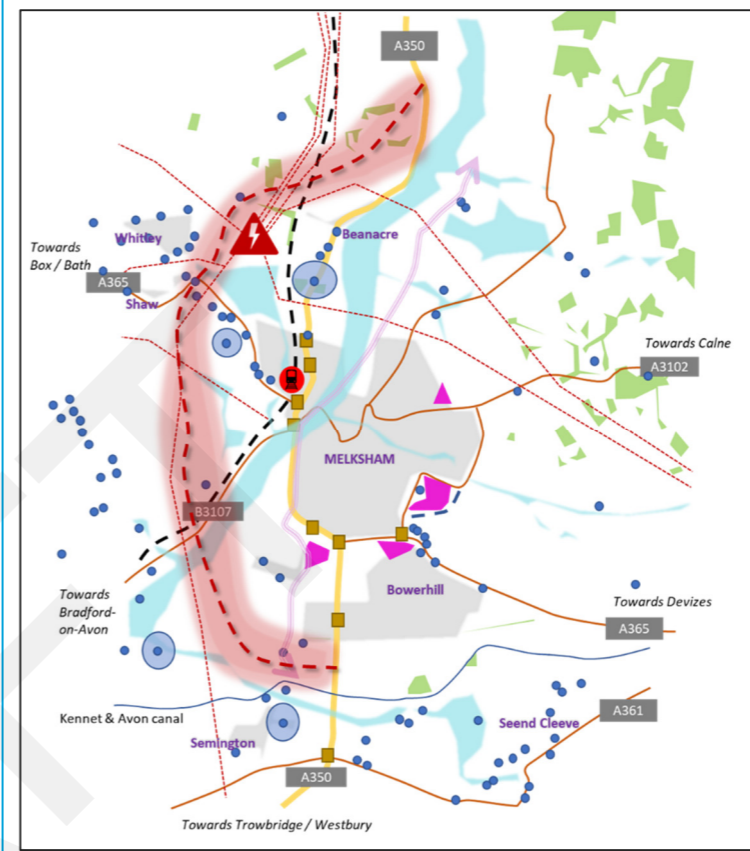 A350
Whitley
Beanacre
Towards
Box / Bath
A365
Shaw
Towards Calne
A3102
MELKSHAM
B3107
Towards
Bradford-
on-Avon
Bowerhill
Towards Devizes
A365
Kennet & Avon canal
A361
Seend Cleeve
Semington
A350
Towards Trowbridge / Westbury